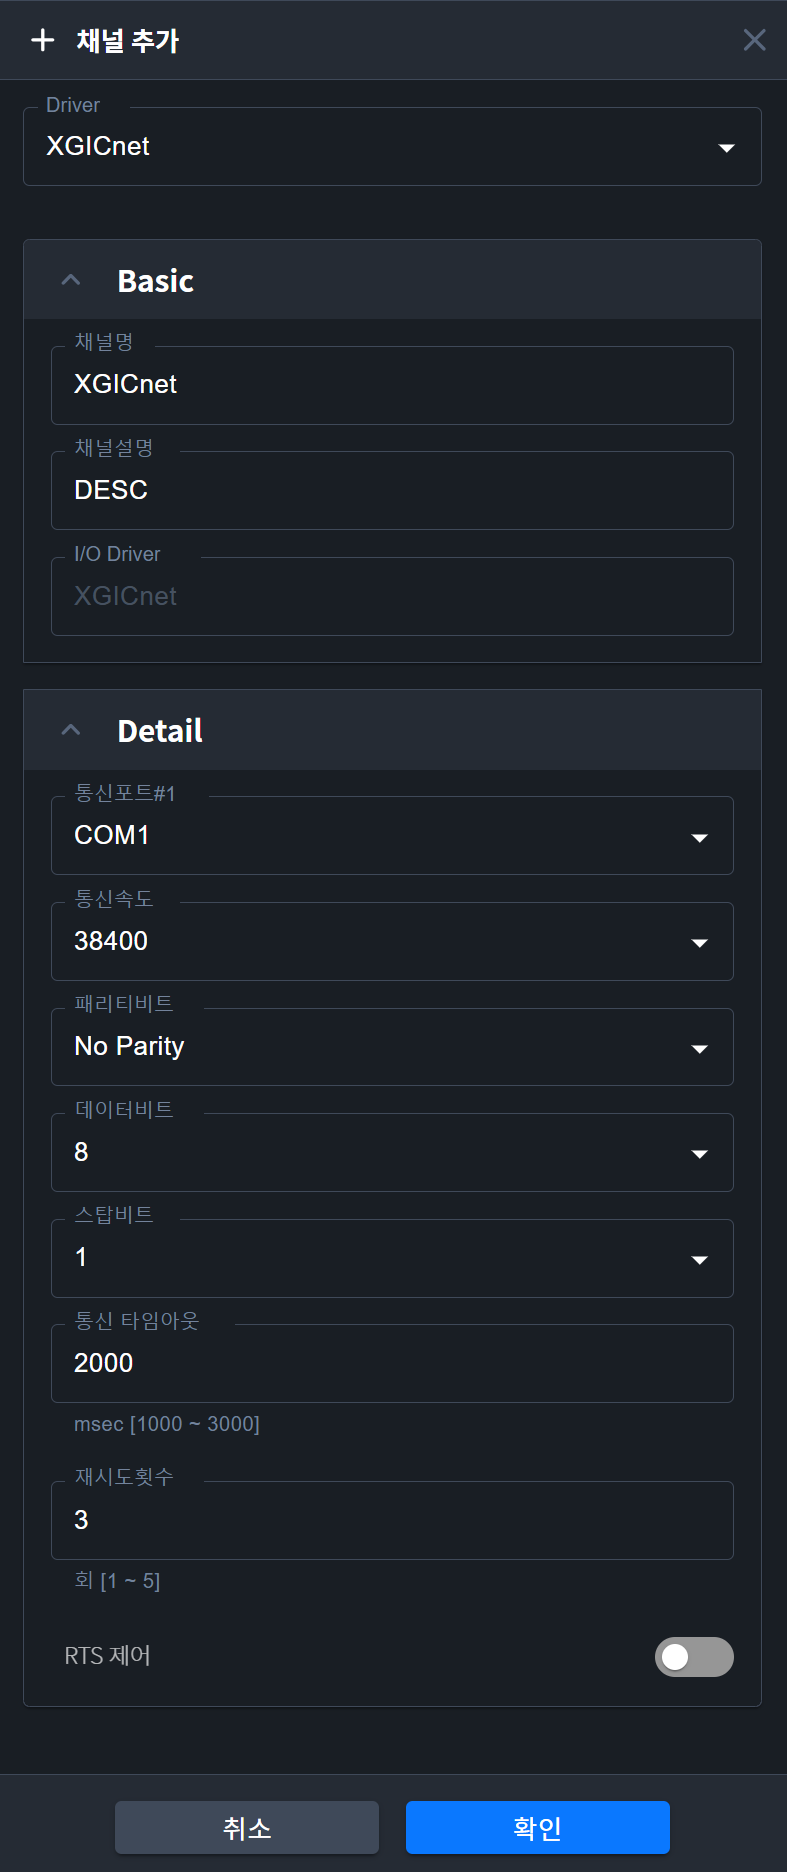 채널 추가
Driver
XGICnet
Basic
채널명
XGICnet
채널설명
DESC
I/O Driver
XGICnet
Detail
통신포트#1
COM1
통신속도
38400
패리티비트
No Parity
데이터비트
8
스탑비트
1
통신 타임아웃
2000
msec [1000 ~ 3000]
재시도횟수
3
회 [1 ~ 5]
RTS 제어
취소
확인